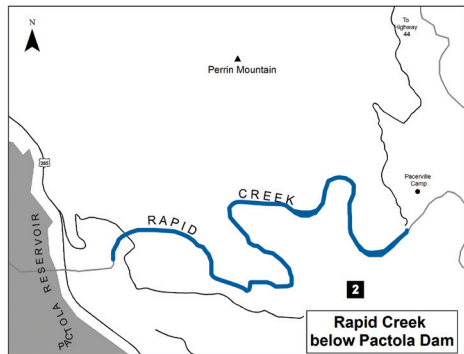 To
Highway
44
N
Perrin Mountain
Pacerville
Camp
385
CREEK
RAPID
PACTOLA RESERVOIR
2
Rapid Creek
below Pactola Dam